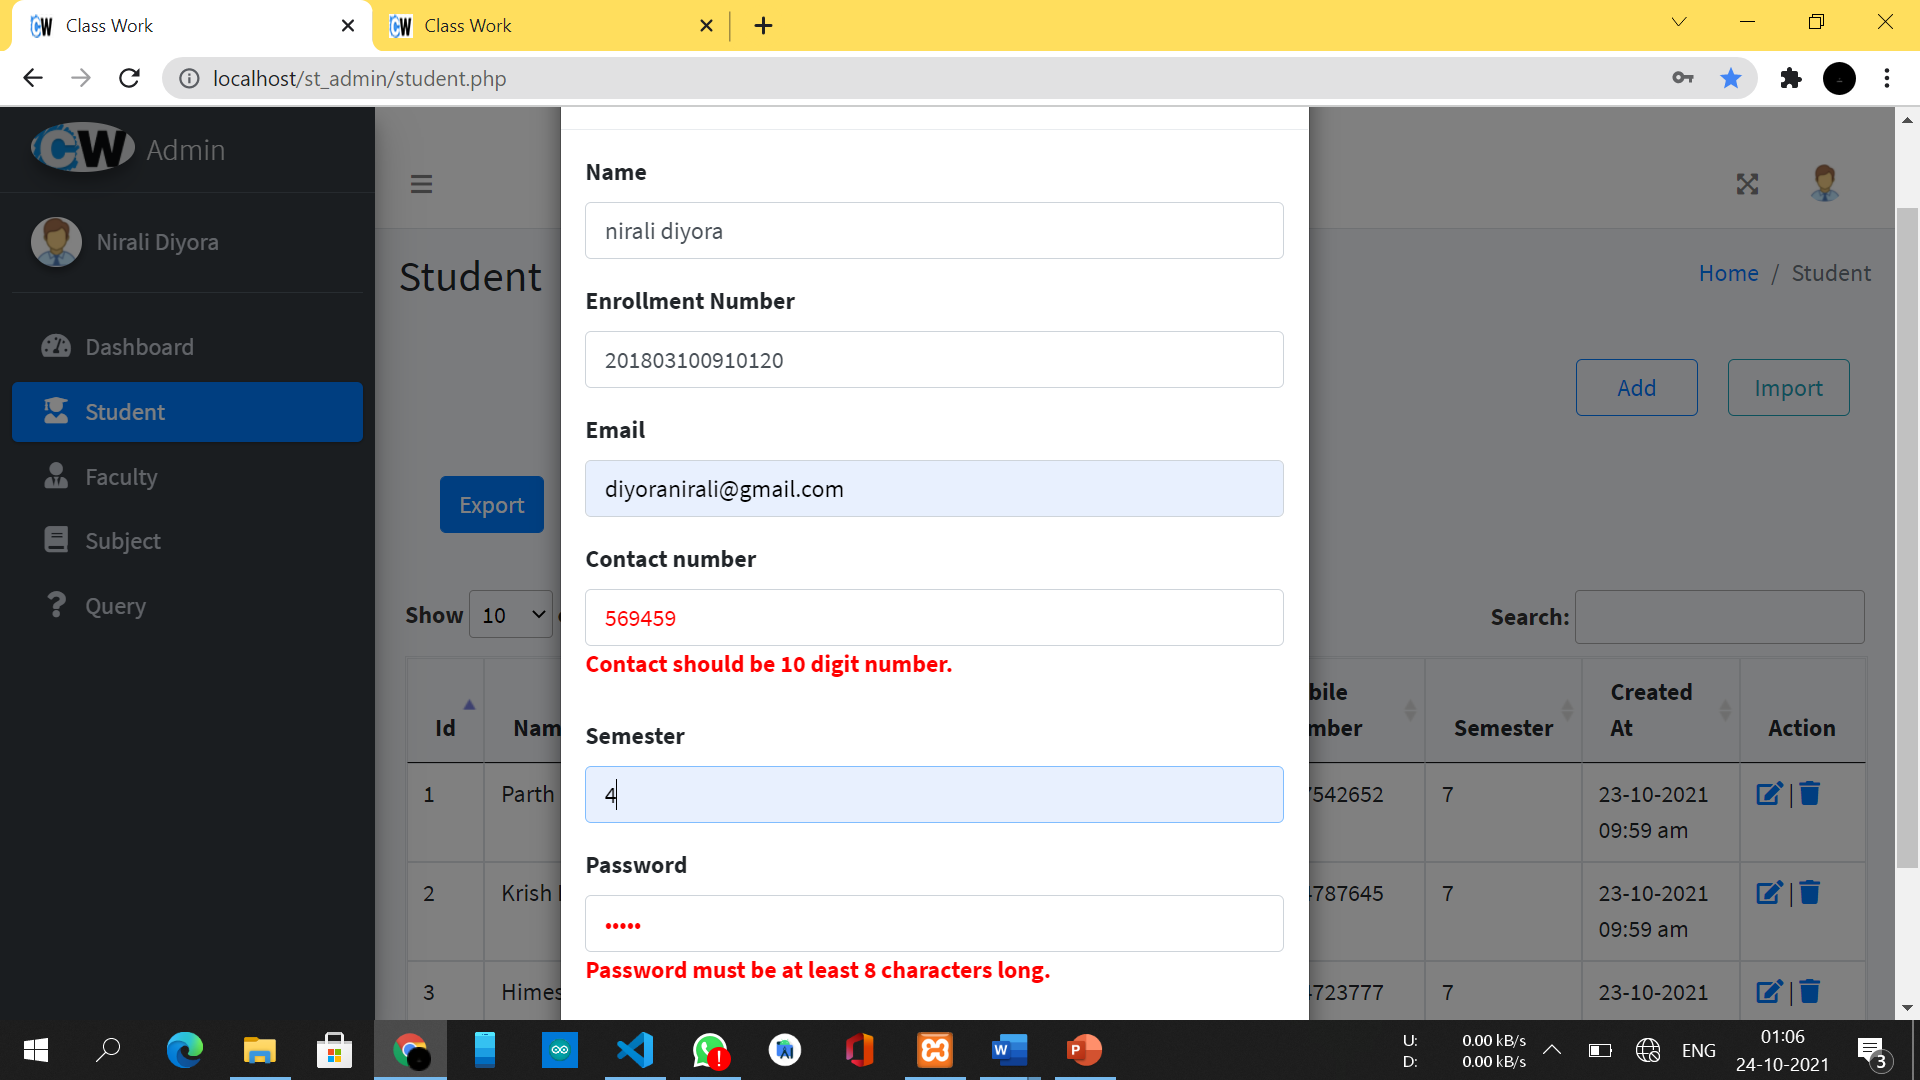 Class Work
Class Work
localhost/st_admin/student.php
CW Admin
Nirali Diyora
Dashboard
Student
Faculty
Subject
Query
Student
Home / Student
Add
Import
Export
Show 10
Search:
Name
nirali diyora
Enrollment Number
201803100910120
Email
diyoranirali@gmail.com
Contact number
569459
Contact should be 10 digit number.
Semester
4
Password
•••••
Password must be at least 8 characters long.
Id
Semester
Created At
Action
1 Parth 7542652 7 23-10-2021 09:59 am |
2 Krish 787645 7 23-10-2021 09:59 am |
3 723777 7 23-10-2021 |
U: 0.00 kB/s
D: 0.00 kB/s
ENG
01:06
24-10-2021
3